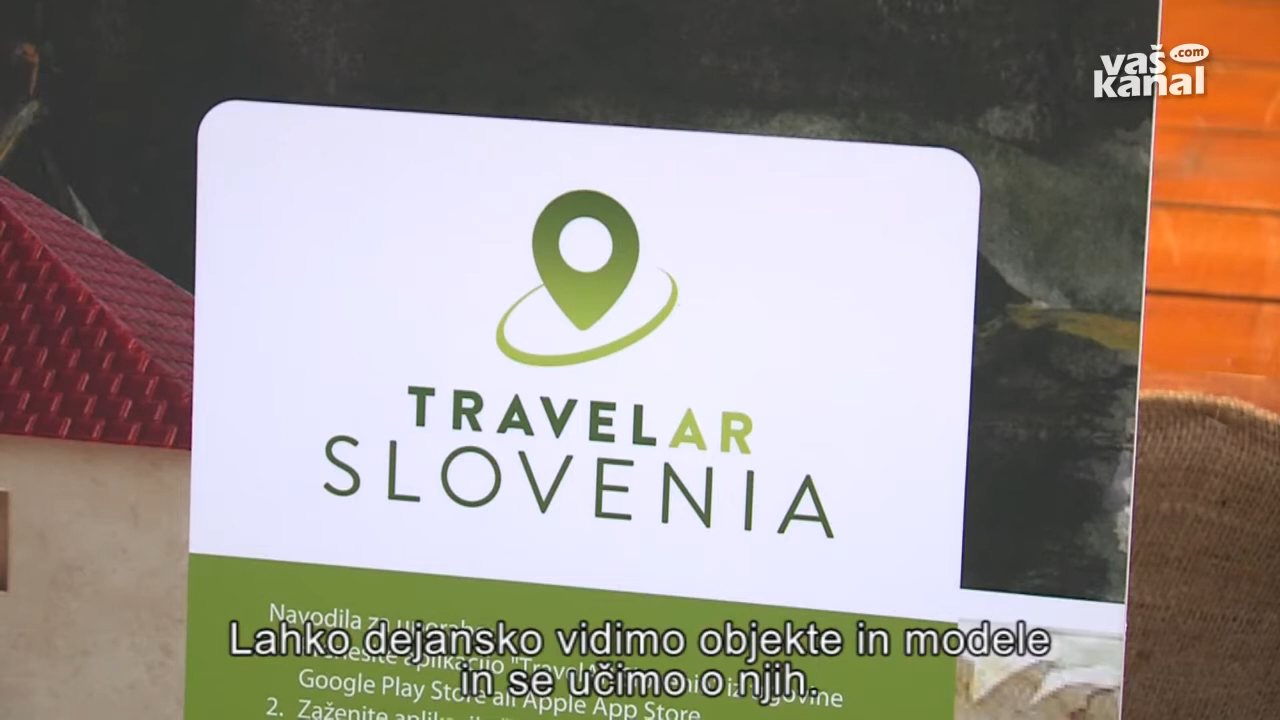 vaš .com
kanal
TRAVELAR
SLOVENIA
Navodila za
aplikacijo
Google Play Store ali Apple App Store
2. Zaženite
Lahko dejansko vidimo objekte in modele
in se učimo o njih.